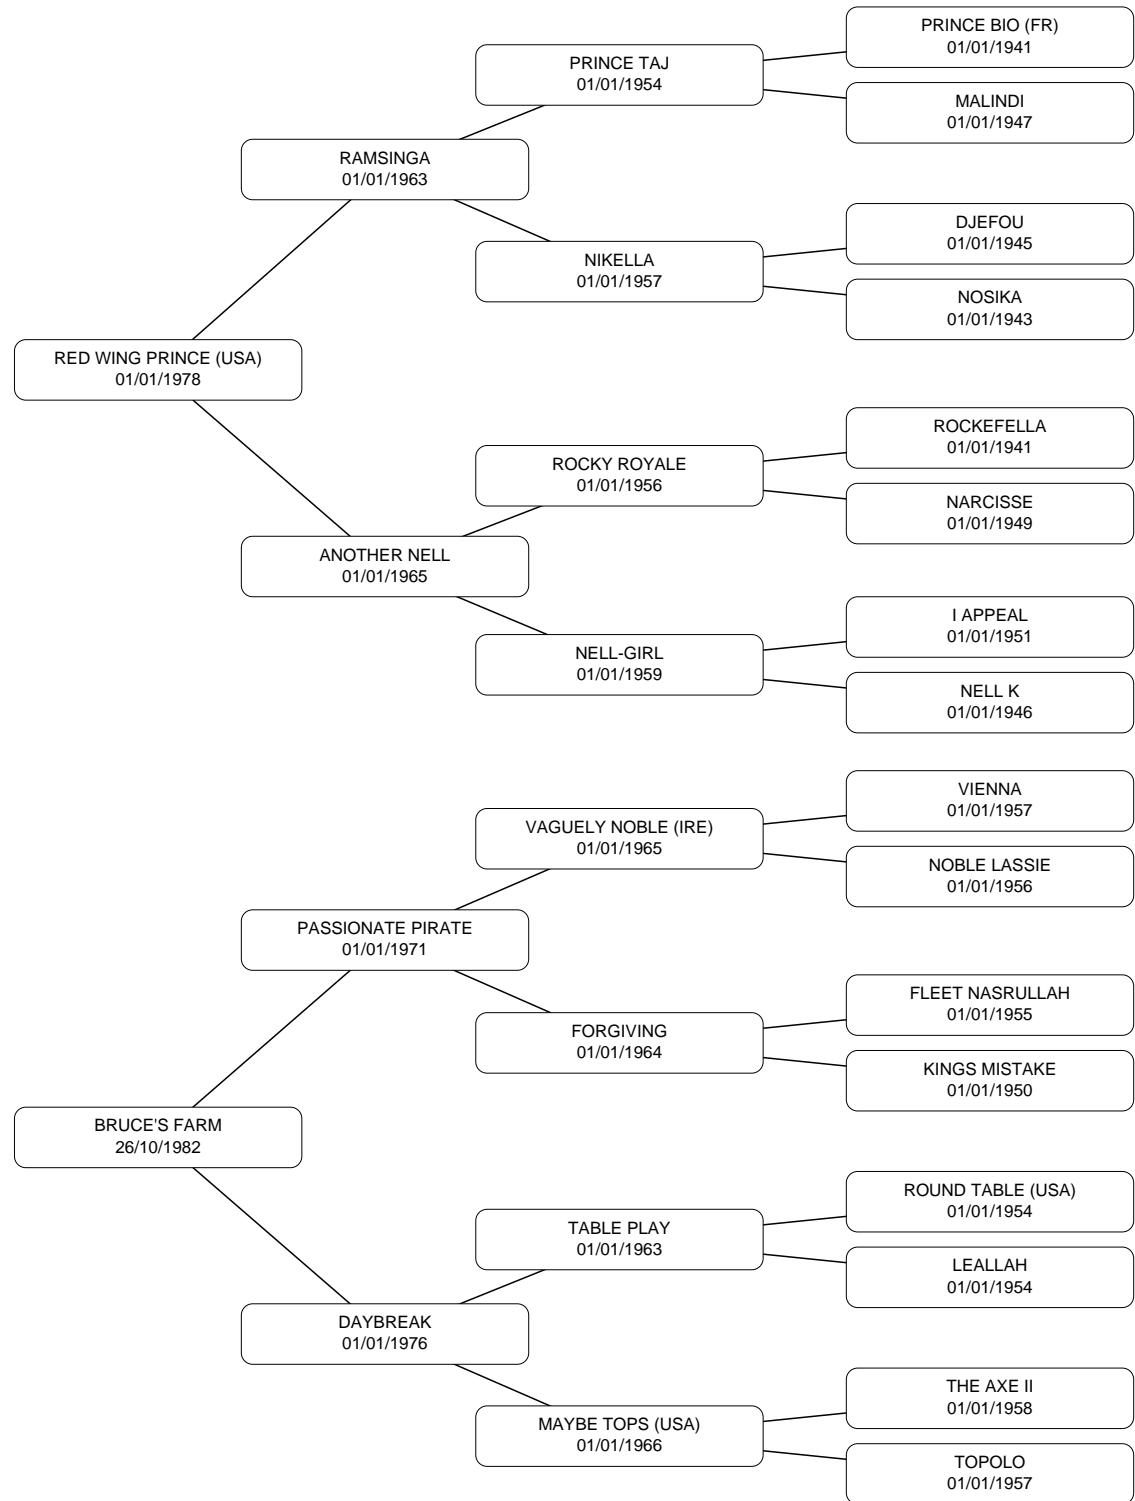 PRINCE BIO (FR)
01/01/1941
PRINCE TAJ
01/01/1954
MALINDI
01/01/1947
RAMSINGA
01/01/1963
DJEFOU
01/01/1945
NIKELLA
01/01/1957
NOSIKA
01/01/1943
RED WING PRINCE (USA)
01/01/1978
ROCKEFELLA
01/01/1941
ROCKY ROYALE
01/01/1956
NARCISSE
01/01/1949
ANOTHER NELL
01/01/1965
I APPEAL
01/01/1951
NELL-GIRL
01/01/1959
NELL K
01/01/1946
VIENNA
01/01/1957
VAGUELY NOBLE (IRE)
01/01/1965
NOBLE LASSIE
01/01/1956
PASSIONATE PIRATE
01/01/1971
FLEET NASRULLAH
01/01/1955
FORGIVING
01/01/1964
KINGS MISTAKE
01/01/1950
BRUCE'S FARM
26/10/1982
ROUND TABLE (USA)
01/01/1954
TABLE PLAY
01/01/1963
LEALLAH
01/01/1954
DAYBREAK
01/01/1976
THE AXE II
01/01/1958
MAYBE TOPS (USA)
01/01/1966
TOPOLO
01/01/1957